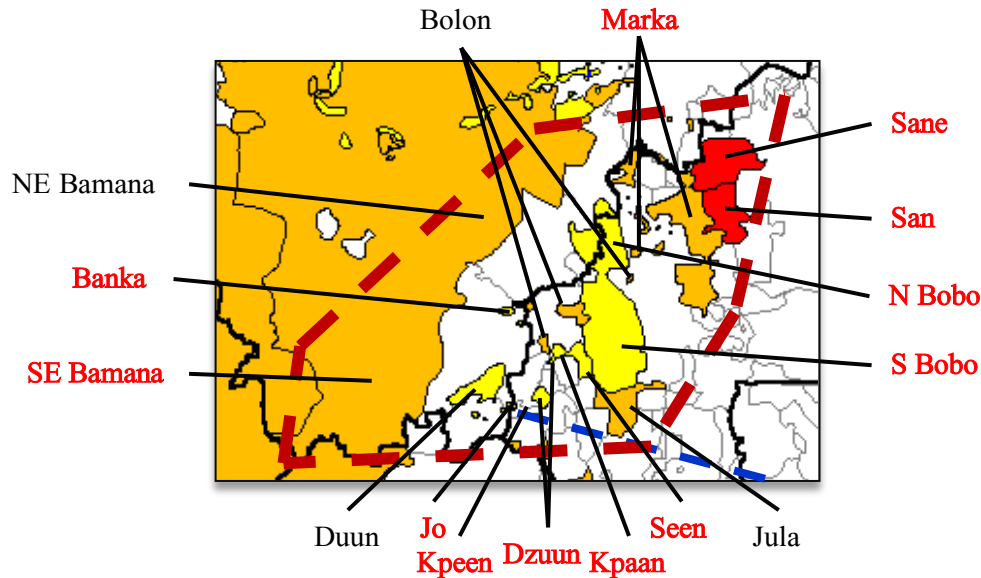 Bolon
Marka
Sane
NE Bamana
San
Banka
N Bobo
SE Bamana
S Bobo
Duun
Jo
Kpeen
Dzuun
Kpaan
Seen
Jula